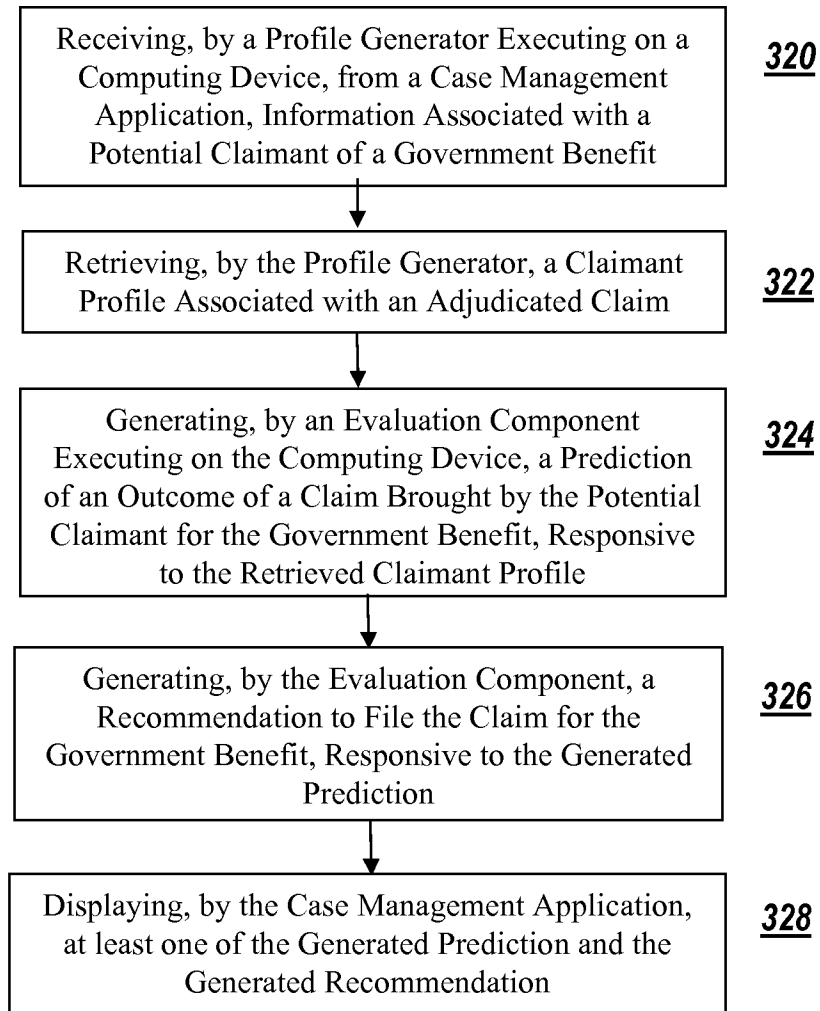 Receiving, by a Profile Generator Executing on a
Computing Device, from a Case Management
Application, Information Associated with a
Potential Claimant of a Government Benefit
320
Retrieving, by the Profile Generator, a Claimant
Profile Associated with an Adjudicated Claim
322
Generating, by an Evaluation Component
Executing on the Computing Device, a Prediction
of an Outcome of a Claim Brought by the Potential
Claimant for the Government Benefit, Responsive
to the Retrieved Claimant Profile
324
Generating, by the Evaluation Component, a
Recommendation to File the Claim for the
Government Benefit, Responsive to the Generated
Prediction
326
Displaying, by the Case Management Application,
at least one of the Generated Prediction and the
Generated Recommendation
328